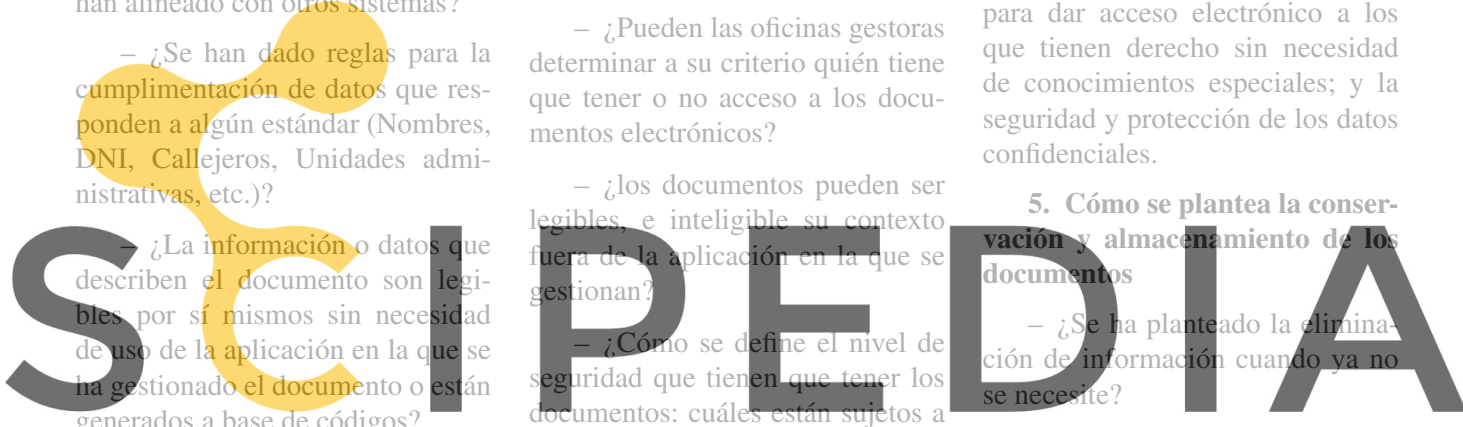 han alineado con otros sistemas?
– ¿Se han dado reglas para la
cumplimentación de datos que res-
ponden a algún estándar (Nombres,
DNI, Callejeros, Unidades admi-
nistrativas, etc.)?
– ¿La información o datos que
describen el documento son legi-
bles por sí mismos sin necesidad
de uso de la aplicación en la que se
ha gestionado el documento o están
generados a base de códigos?
– ¿Pueden las oficinas gestoras
determinar a su criterio quién tiene
que tener o no acceso a los docu-
mentos electrónicos?
– ¿los documentos pueden ser
legibles, e inteligible su contexto
fuera de la aplicación en la que se
gestionan?
– ¿Cómo se define el nivel de
seguridad que tienen que tener los
documentos: cuáles están sujetos a
para dar acceso electrónico a los
que tienen derecho sin necesidad
de conocimientos especiales; y la
seguridad y protección de los datos
confidenciales.
5. Cómo se plantea la conser-
vación y almacenamiento de los
documentos
– ¿Se ha planteado la elimina-
ción de información cuando ya no
se necesite?
SCIPEDIA